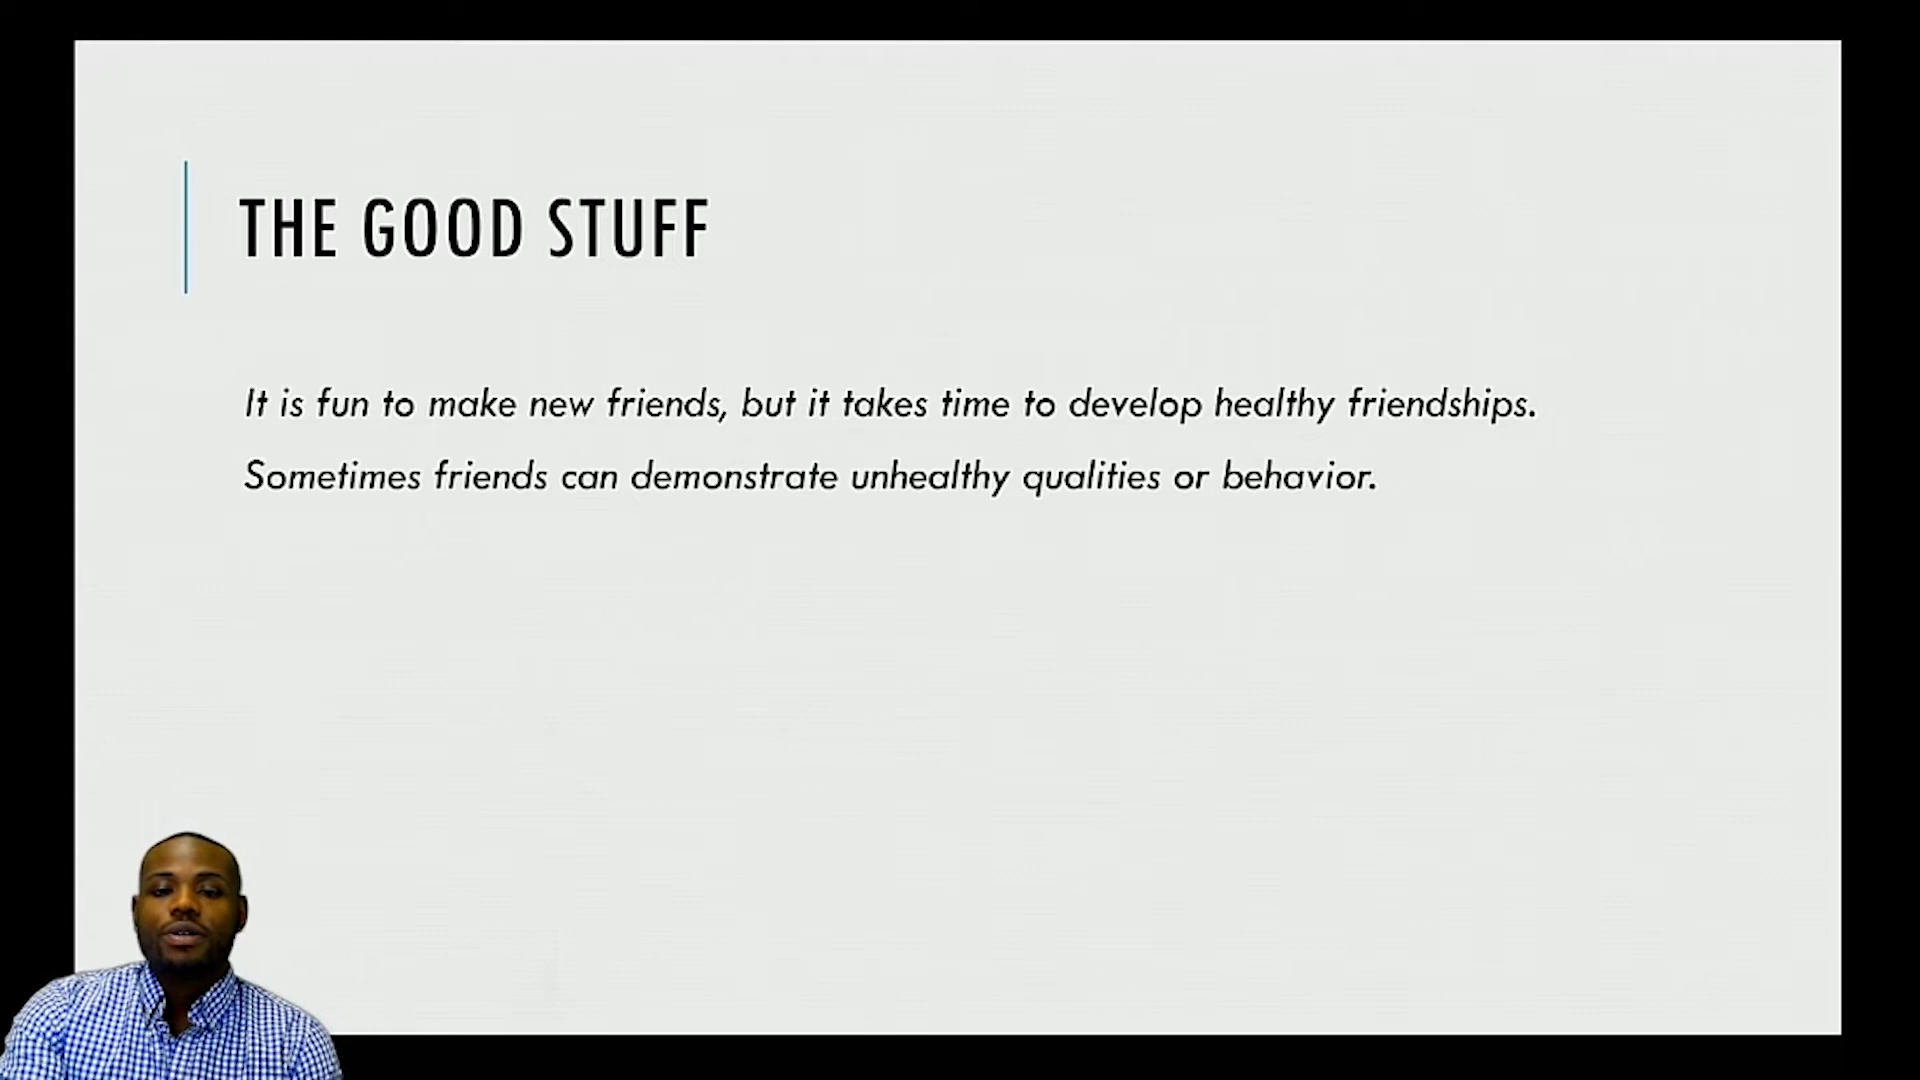 THE GOOD STUFF
It is fun to make new friends, but it takes time to develop healthy friendships.
Sometimes friends can demonstrate unhealthy qualities or behavior.